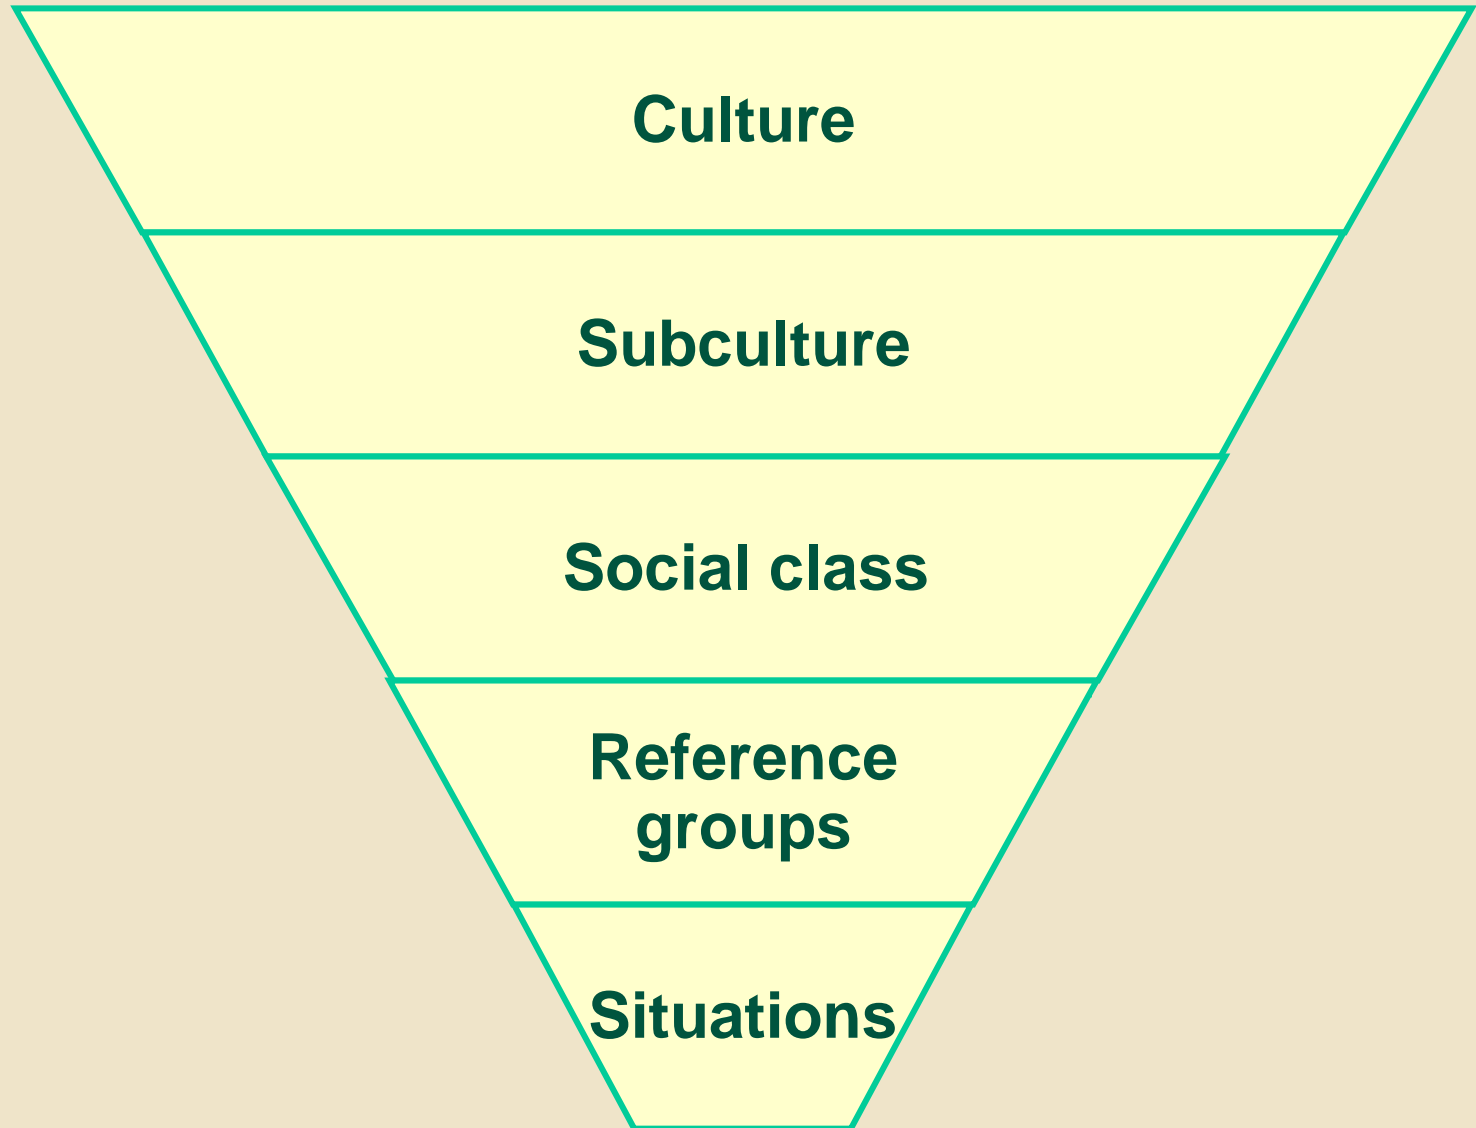 Culture
Subculture
Social class
Reference
groups
Situations